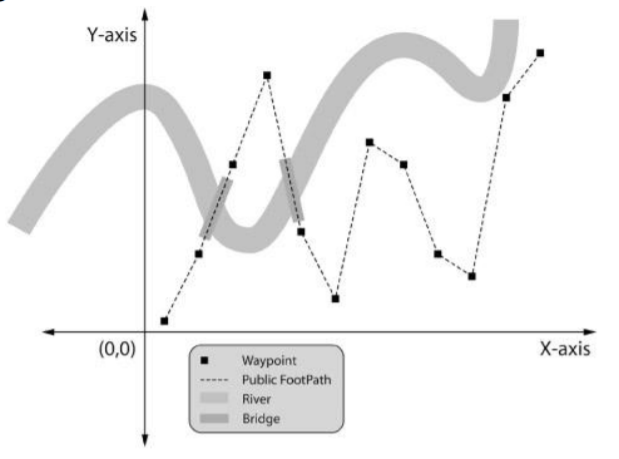 Y-axis
(0,0)
X-axis
Waypoint
Public FootPath
River
Bridge